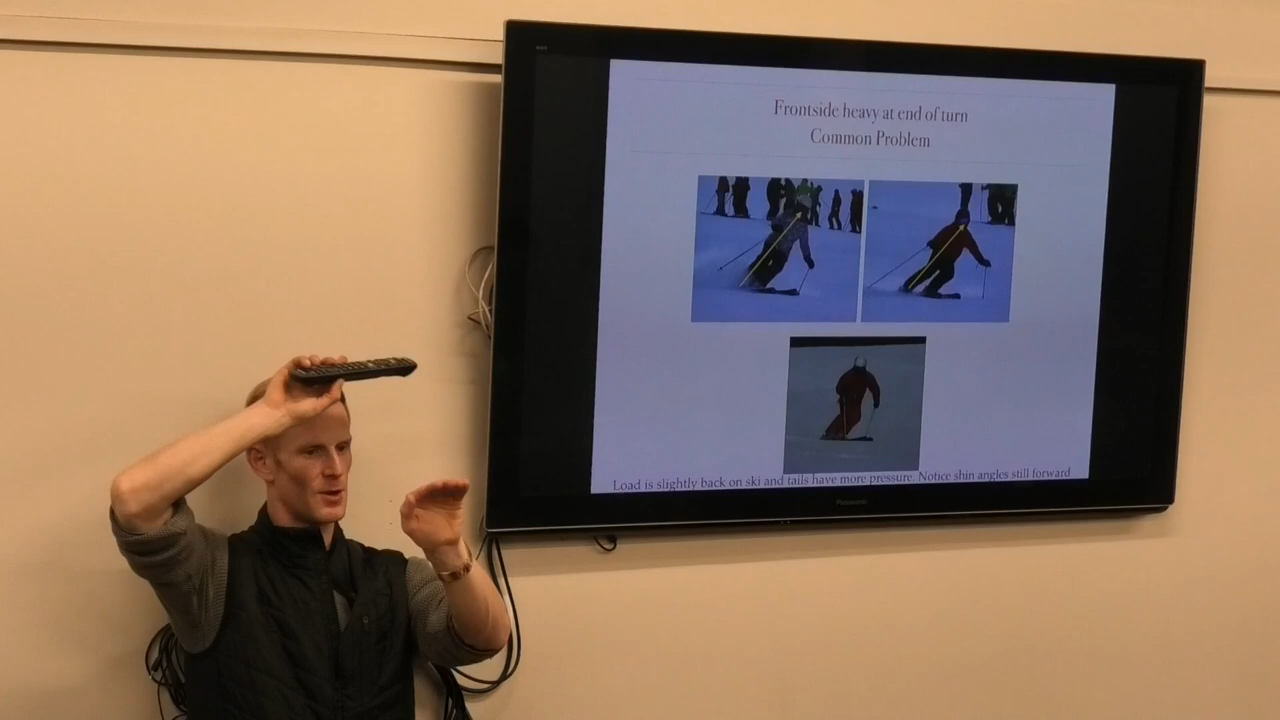 Frontside heavy at end of turn
Common Problem
Load is slightly back on ski and tails have more pressure. Notice shin angles still forward
Panasonic